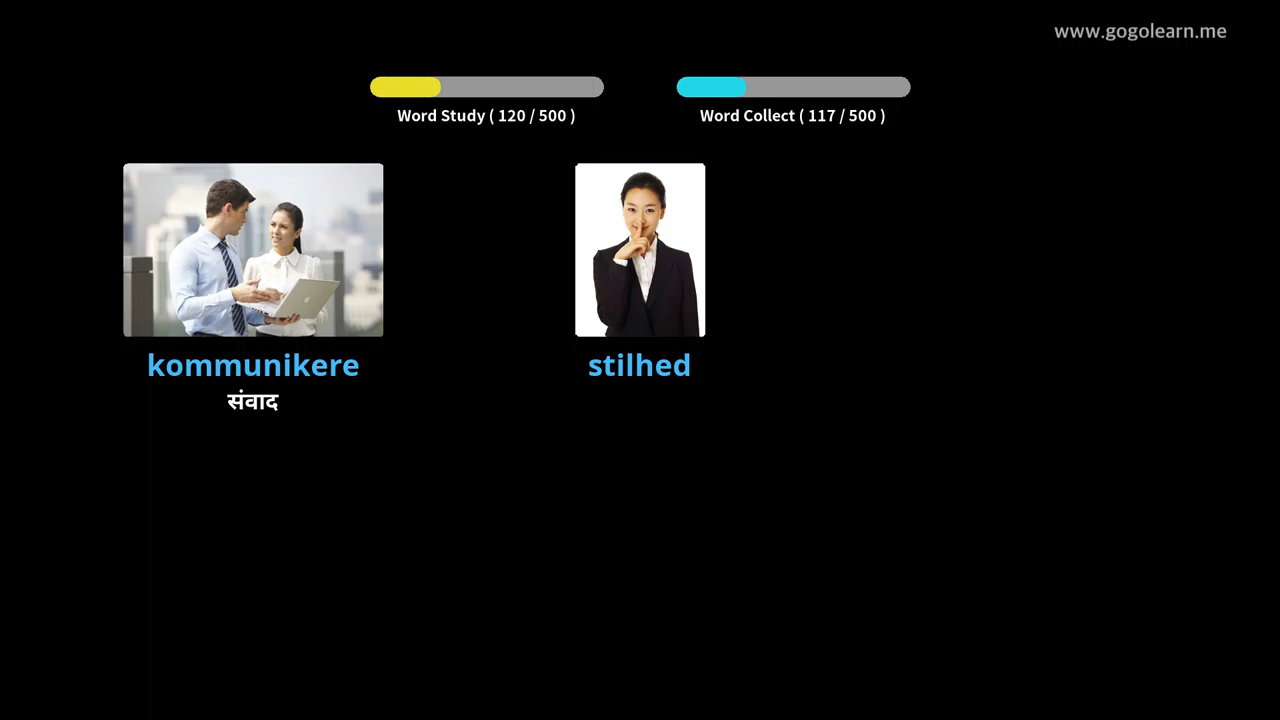 www.gogolearn.me
Word Study ( 120 / 500 )
Word Collect ( 117 / 500 )
kommunikere
संवाद
stilhed